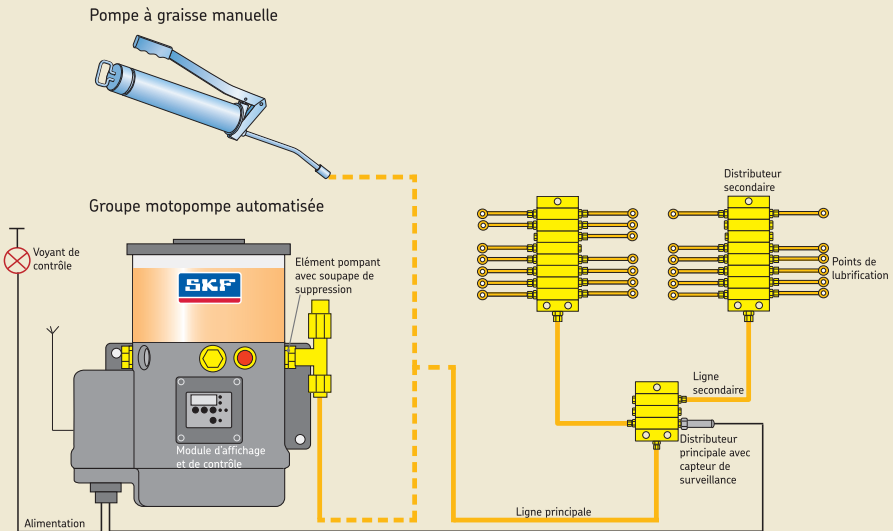 Pompe à graisse manuelle
Groupe motopompe automatisée
Voyant de
contrôle
SKF
Elément pompant
avec soupape de
suppression
Module d'affichage
et de contrôle
Alimentation
Distributeur
secondaire
Points de
lubrification
Ligne
secondaire
Distributeur
principale avec
capteur de
surveillance
Ligne principale